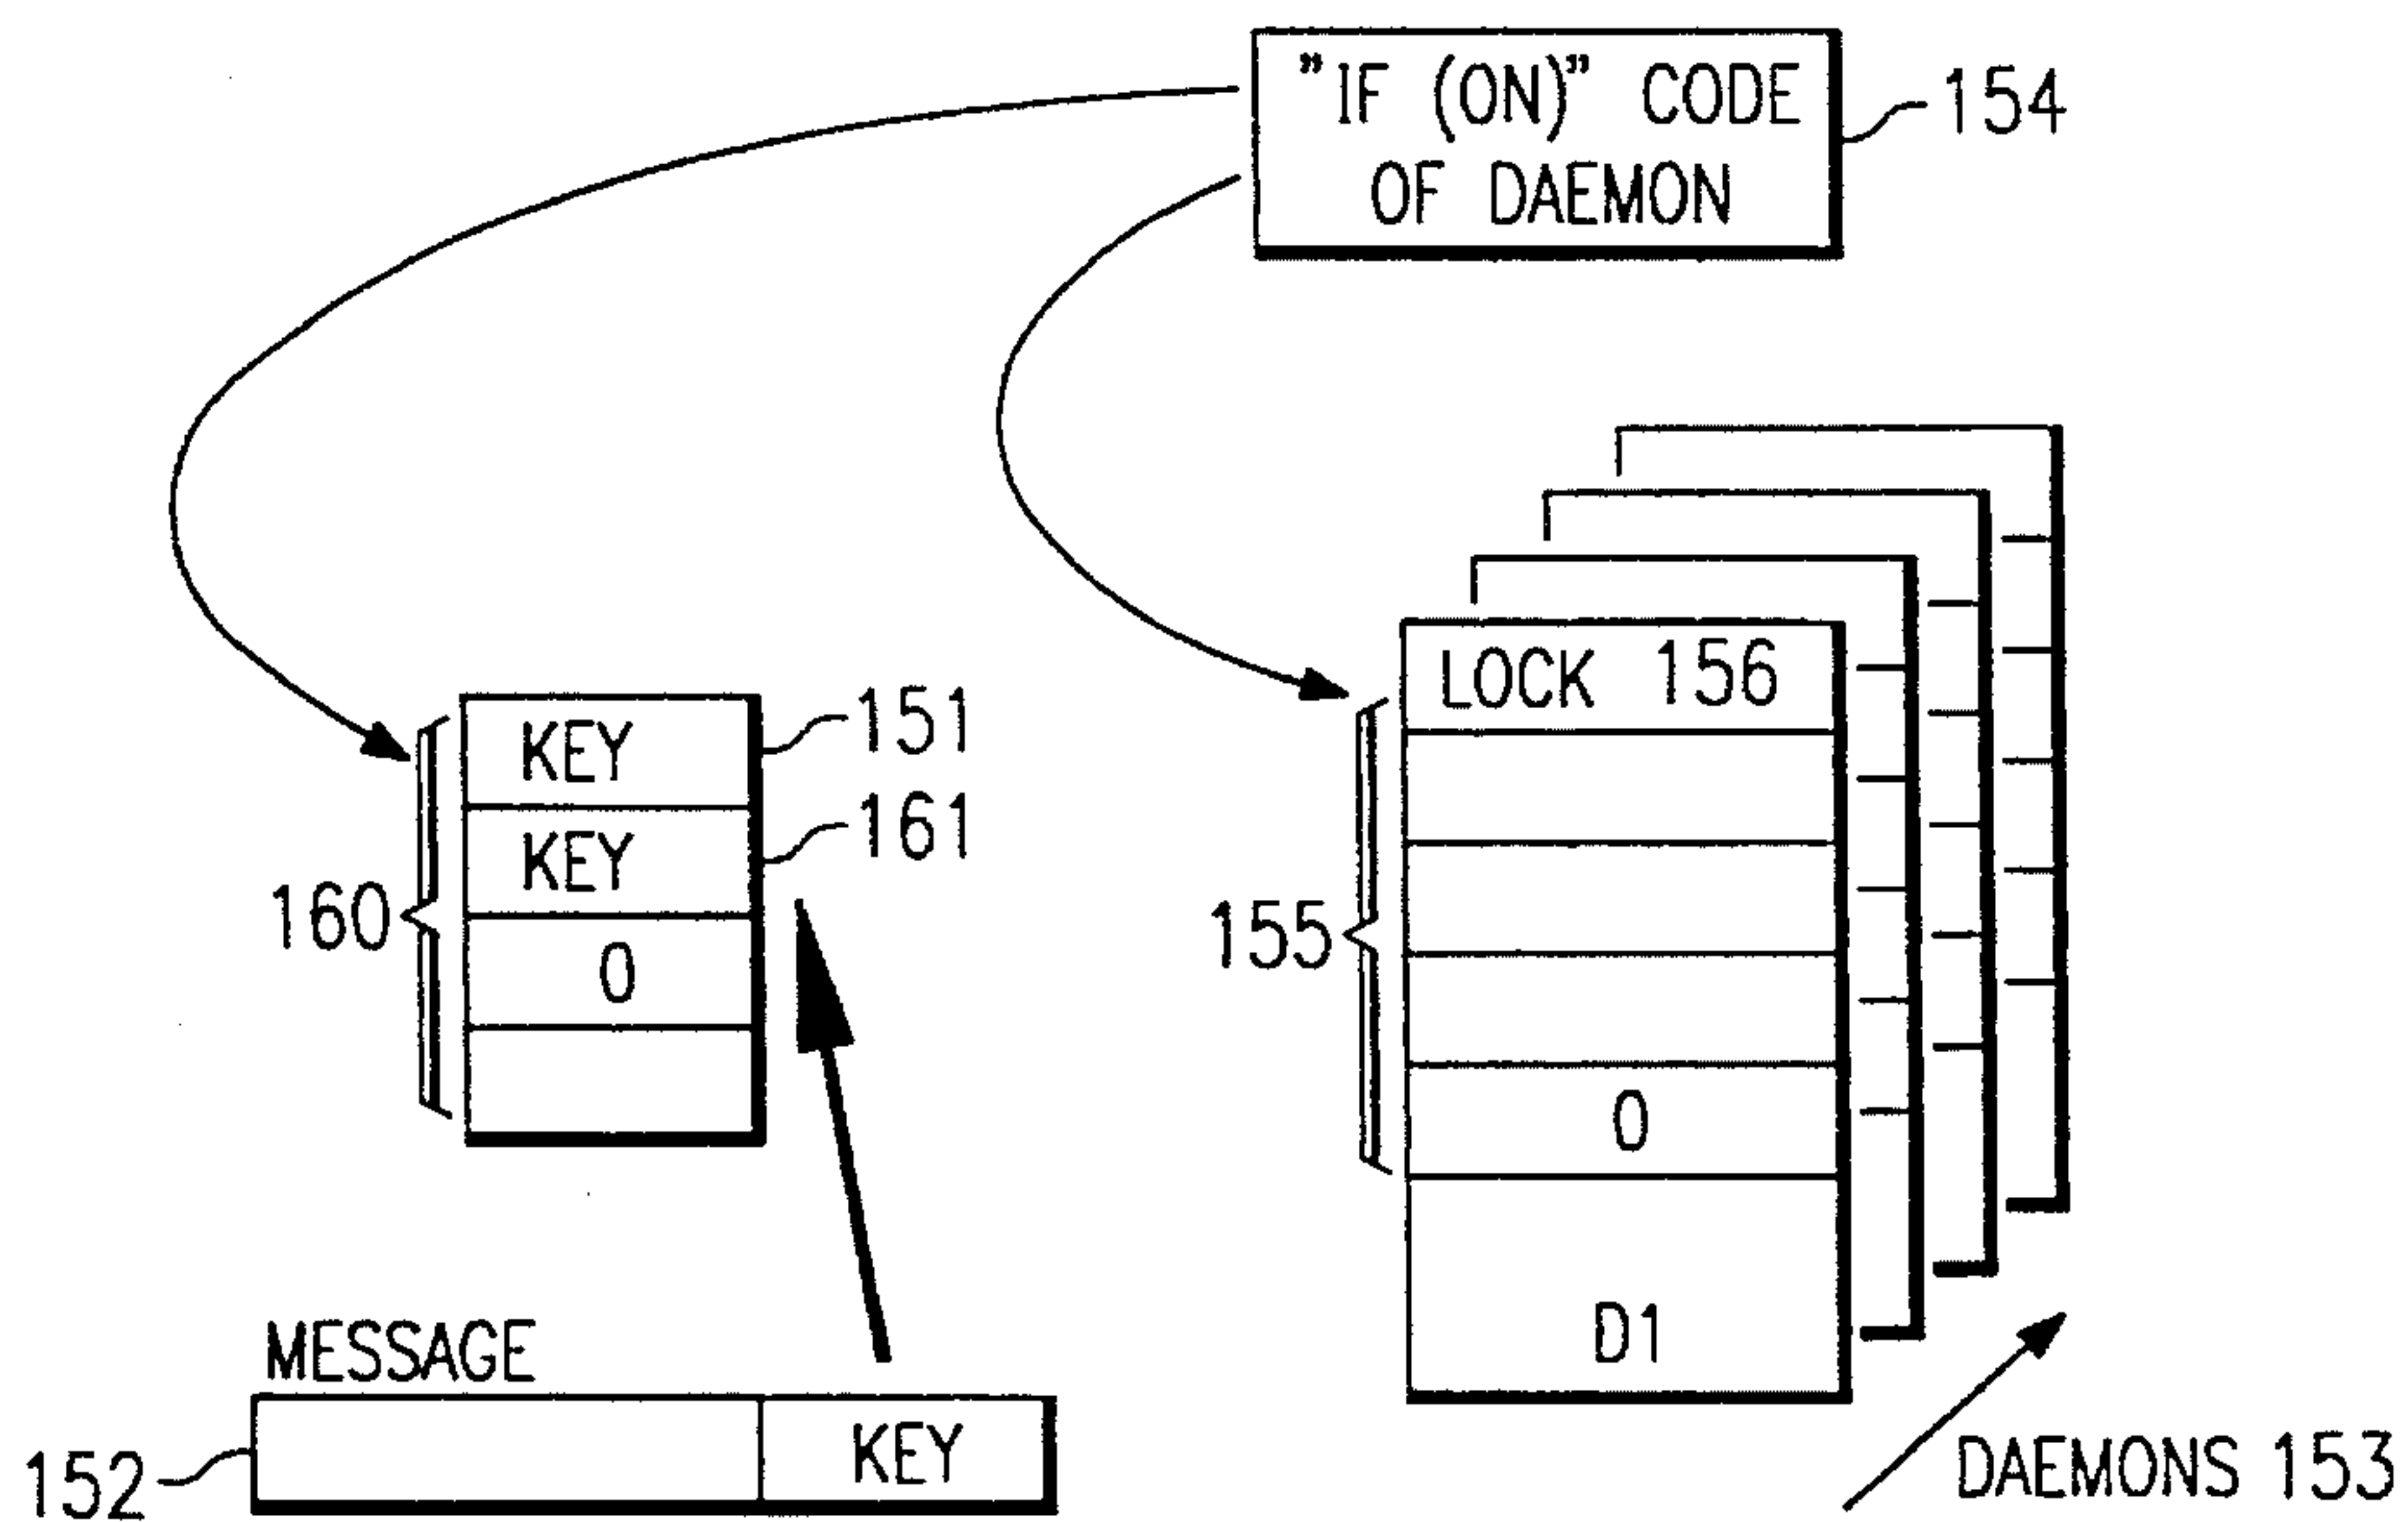 "IF (ON)" CODE
OF DAEMON
154
LOCK 156
KEY
151
KEY
161
160
0
155
0
D1
MESSAGE
KEY
152
DAEMONS 153